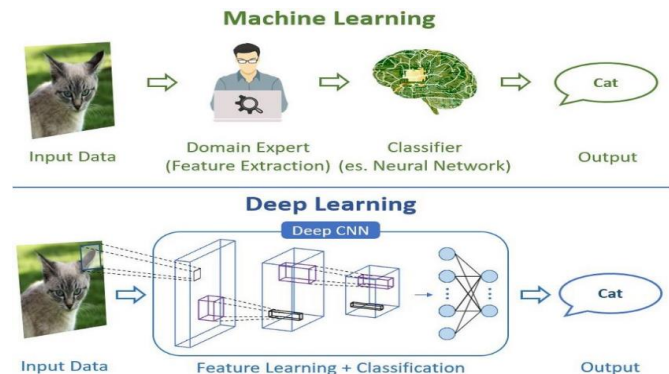 Machine Learning
Cat
Input Data
Domain Expert
(Feature Extraction)
Classifier
(es. Neural Network)
Output
Deep Learning
Deep CNN
Cat
Input Data
Feature Learning + Classification
Output